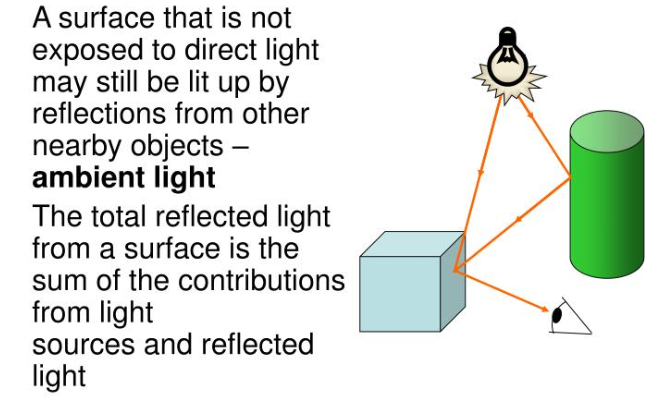 A surface that is not
exposed to direct light
may still be lit up by
reflections from other
nearby objects –
ambient light
The total reflected light
from a surface is the
sum of the contributions
from light
sources and reflected
light